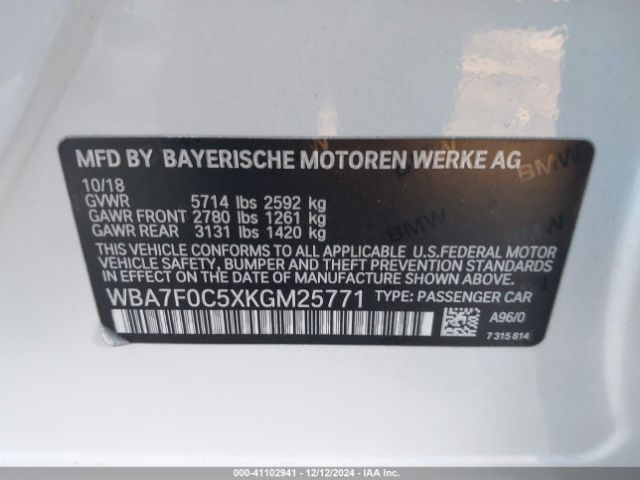 MFD BY BAYERISCHE MOTOREN WERKE AG
10/18
GVWR 5714 lbs 2592 kg
GAWR FRONT 2780 lbs 1261 kg
GAWR REAR 3131 lbs 1420 kg
THIS VEHICLE CONFORMS TO ALL APPLICABLE U.S.FEDERAL MOTOR
VEHICLE SAFETY, BUMPER AND THEFT PREVENTION STANDARDS
IN EFFECT ON THE DATE OF MANUFACTURE SHOWN ABOVE.
WBA7F0C5XKGM25771 TYPE: PASSENGER CAR
A96/0
7 315 814
BMW
BMW
BMW
000-41102941 - 12/12/2024 - IAA Inc.